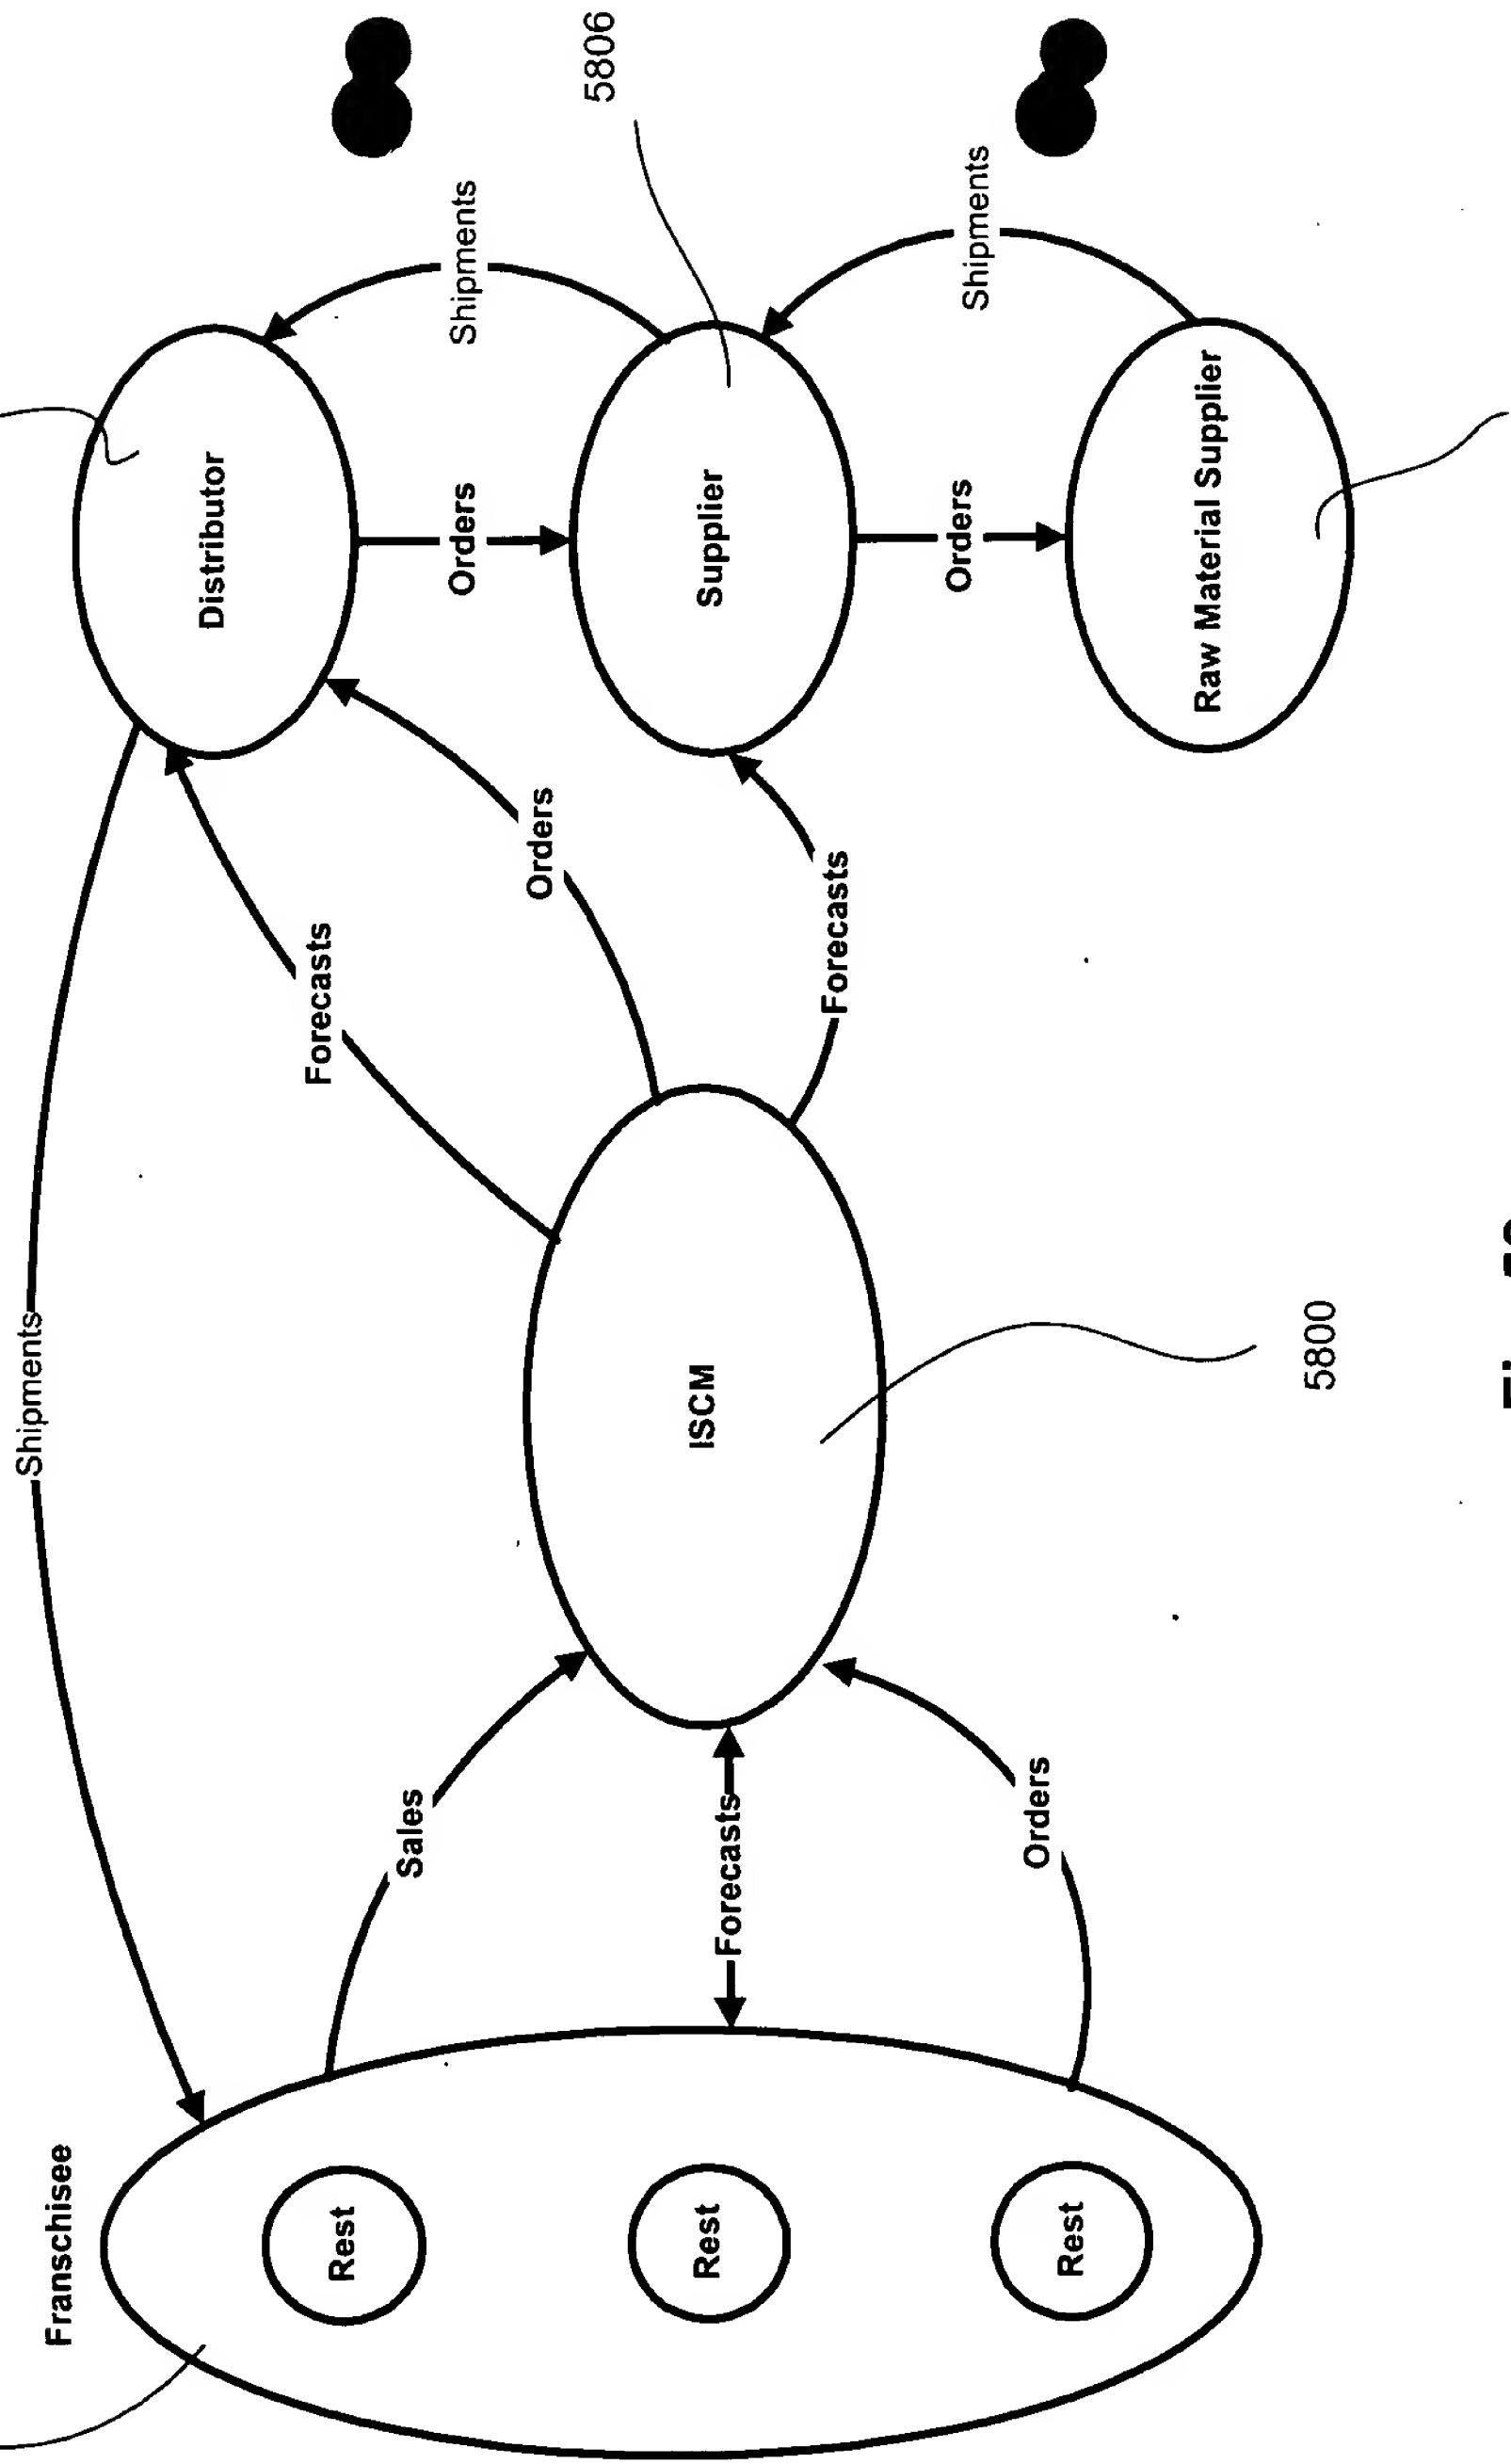 Shipments
Franschisee
Distributor
Forecasts
Rest
Sales
Orders
Shipments
Orders
5806
Rest
Forecasts
ISCM
Supplier
Forecasts
Orders
Shipments
Orders
Rest
Raw Material Supplier
5800